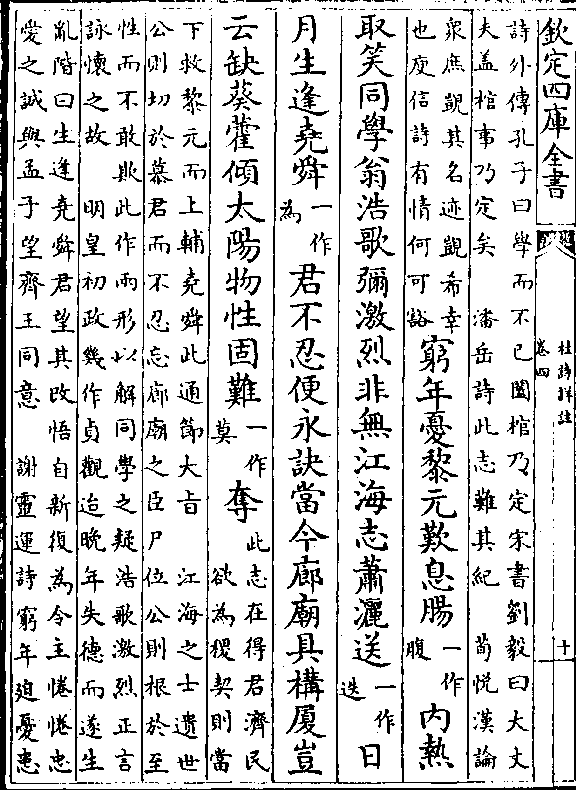 欽定四庫全書
杜詩詳註
卷四
十
詩外傳孔子曰學而不已闔棺乃定宋書劉毅曰大丈
夫蓋棺事乃定矣　潘岳詩此志難具紀　荀悅漢論
衆庶觀其名迹覬希幸
也庾信詩有情何可豁
窮年憂黎元歎息腸一作腹内熱
取笑同學翁浩歌彌激烈非無江海志蕭灑送一作迭日
月生逢堯舜一作為君不忍便永訣當今廊廟具構厦豈
云缺葵藿傾太陽物性固難一作莫奪
此志在得君濟民
欲為稷契則當
下救黎元而上輔堯舜此通節大旨　江海之士遺世
公則切於慕君而不忍忘廊廟之臣尸位公則根於至
性而不敢欺此作兩形以解同學之疑浩歌激烈正言
詠懷之故　明皇初政幾作貞觀迨晚年失德而遂生
亂階曰生逢堯舜君望其改悟自新復為令主惓惓忠
愛之誠與孟子望齊王同意　謝靈運詩窮年迫憂患